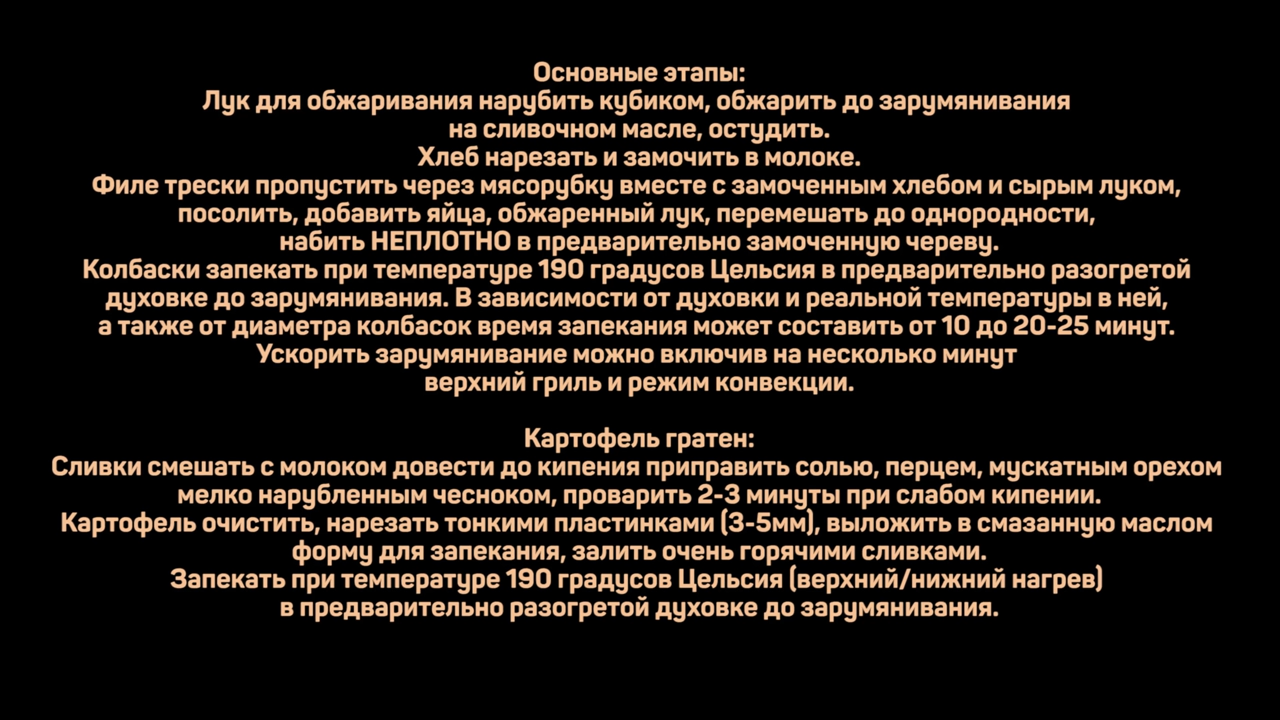 Основные этапы:
Лук для обжаривания нарубить кубиком, обжарить до зарумянивания
на сливочном масле, остудить.
Хлеб нарезать и замочить в молоке.
Филе трески пропустить через мясорубку вместе с замоченным хлебом и сырым луком,
посолить, добавить яйца, обжаренный лук, перемешать до однородности,
набить НЕПЛОТНО в предварительно замоченную череву.
Колбаски запекать при температуре 190 градусов Цельсия в предварительно разогретой
духовке до зарумянивания. В зависимости от духовки и реальной температуры в ней,
а также от диаметра колбасок время запекания может составить от 10 до 20-25 минут.
Ускорить зарумянивание можно включив на несколько минут
верхний гриль и режим конвекции.
Картофель гратен:
Сливки смешать с молоком довести до кипения приправить солью, перцем, мускатным орехом
мелко нарубленным чесноком, проварить 2-3 минуты при слабом кипении.
Картофель очистить, нарезать тонкими пластинками (3-5мм), выложить в смазанную маслом
форму для запекания, залить очень горячими сливками.
Запекать при температуре 190 градусов Цельсия (верхний/нижний нагрев)
в предварительно разогретой духовке до зарумянивания.